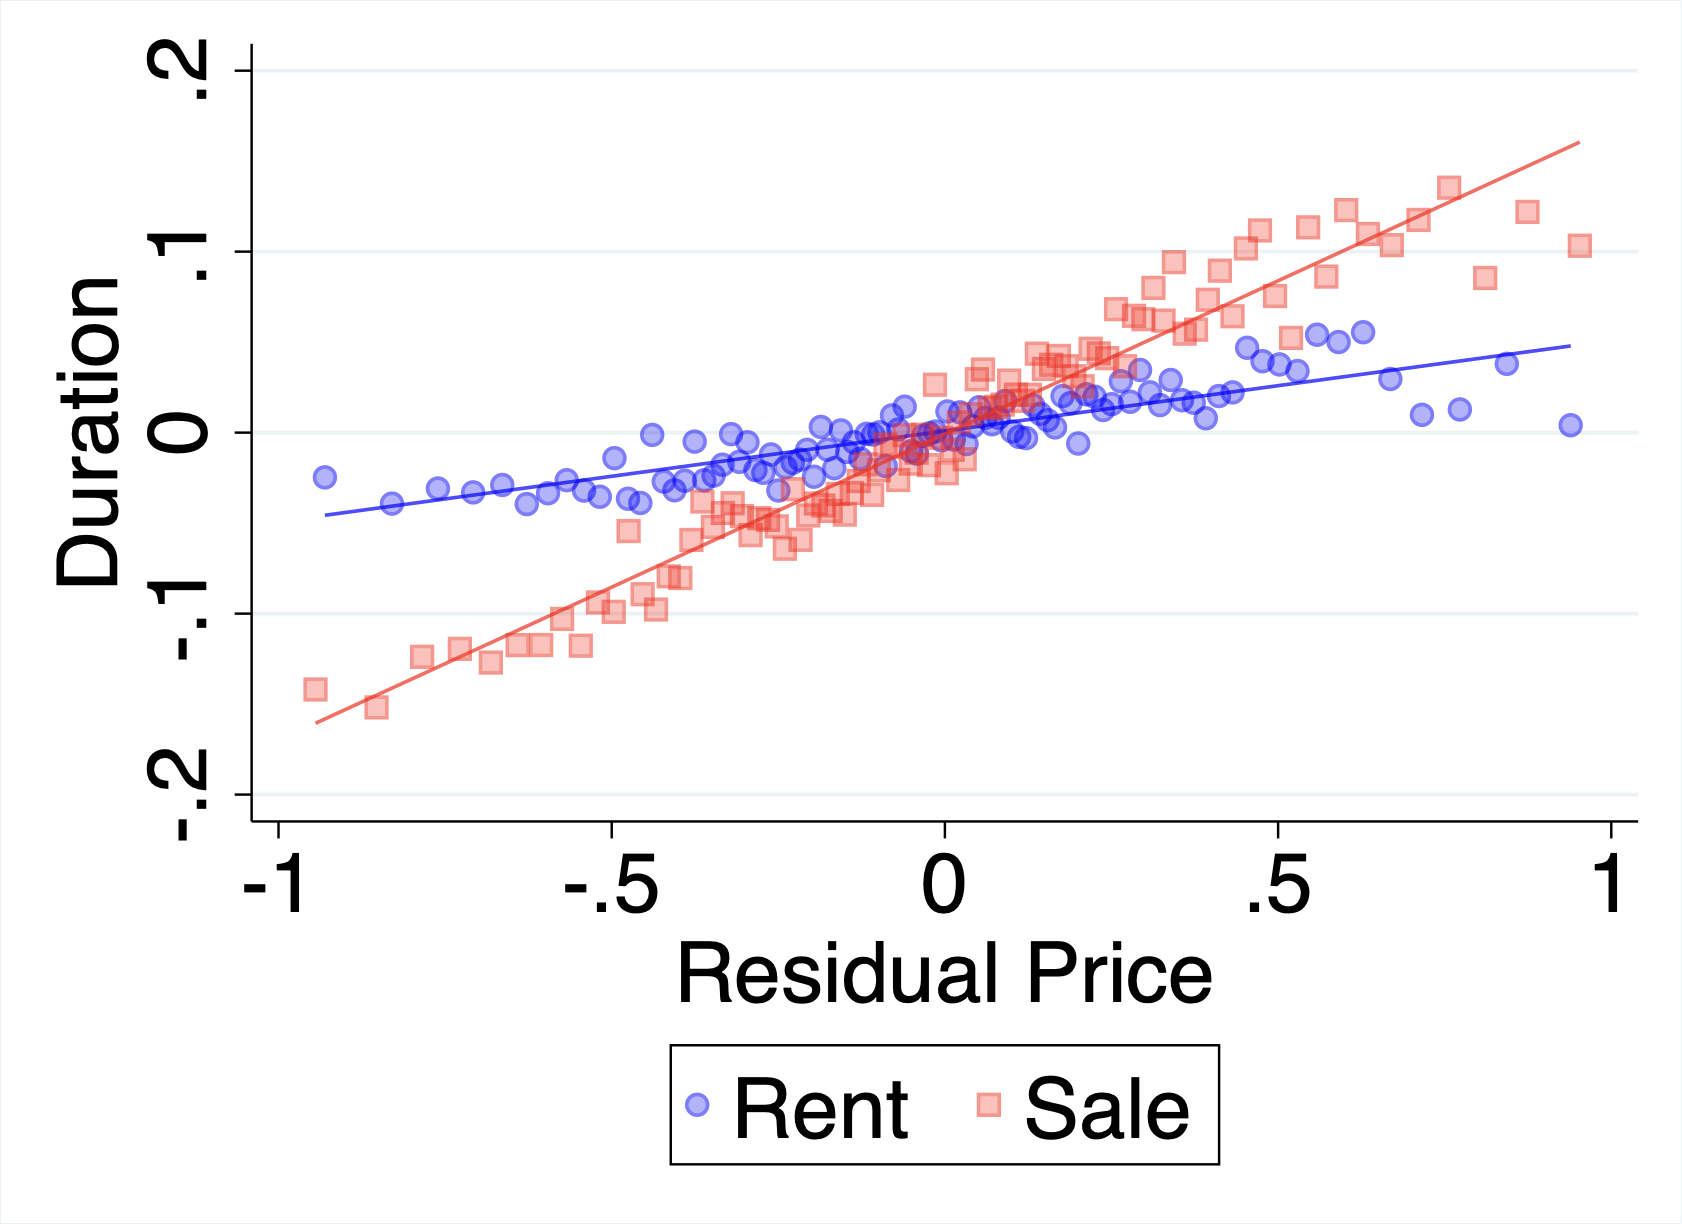 Duration
.2
.1
0
-.1
-.2
-1 -.5 0 .5 1
Residual Price
Rent Sale